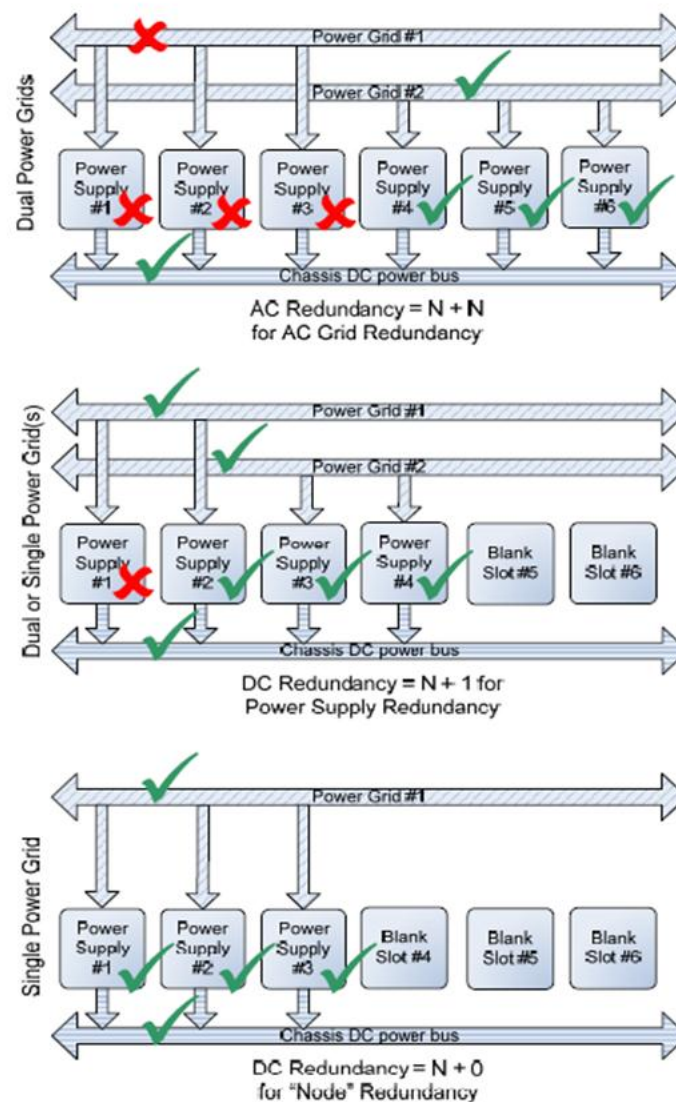 Dual Power Grids
Power Grid #1
Power Grid #2
Power
Supply
#1
Power
Supply
#2
Power
Supply
#3
Power
Supply
#4
Power
Supply
#5
Power
Supply
#6
Chassis DC power bus
AC Redundancy = N + N
for AC Grid Redundancy
Dual or Single Power Grid(s)
Power Grid #1
Power Grid #2
Power
Supply
#1
Power
Supply
#2
Power
Supply
#3
Power
Supply
#4
Blank
Slot #5
Blank
Slot #6
Chassis DC power bus
DC Redundancy = N + 1 for
Power Supply Redundancy
Single Power Grid
Power Grid #1
Power
Supply
#1
Power
Supply
#2
Power
Supply
#3
Blank
Slot #4
Blank
Slot #5
Blank
Slot #6
Chassis DC power bus
DC Redundancy = N + 0
for "Node" Redundancy